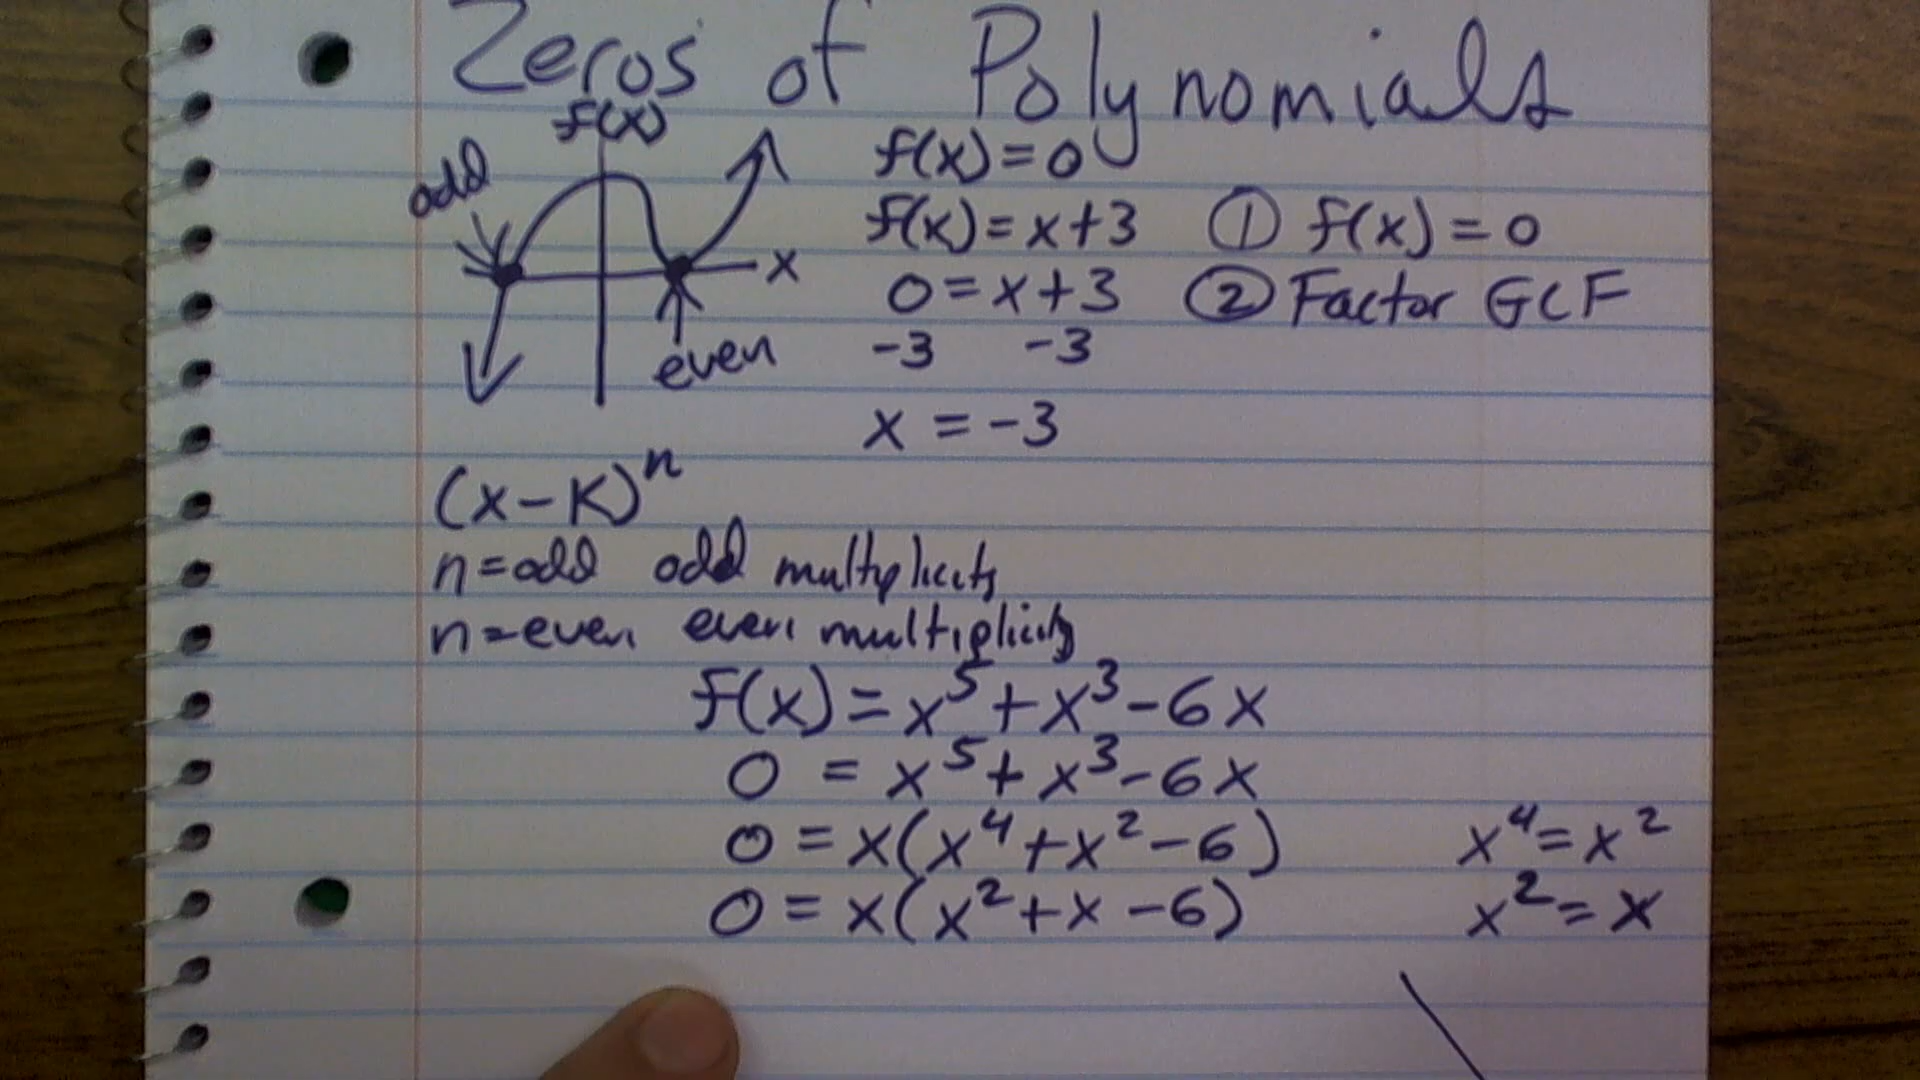 Zeros of Polynomials
f(x)
odd
x
even
f(x)=0
f(x)=x+3
0=x+3
-3 -3
x=-3
① f(x)=0
② Factor GCF
(x-K)^n
n=odd odd multiplicity
n=even even multiplicity
f(x)=x^5+x^3-6x
0=x^5+x^3-6x
0=x(x^4+x^2-6)
0=x(x^2+x-6)
x^4=x^2
x^2=x